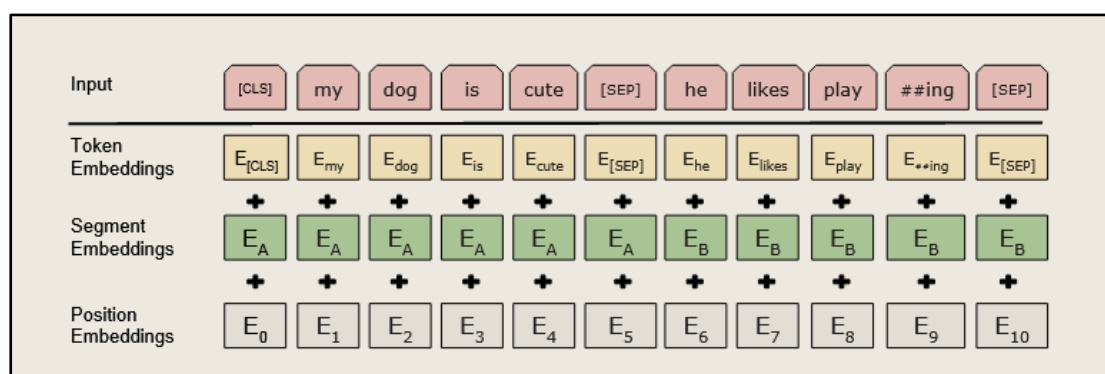 Input [CLS] my dog is cute [SEP] he likes play ##ing [SEP]
Token Embeddings E[CLS] Emy Edog Eis Ecute E[SEP] Ehe Elikes Eplay E##ing E[SEP]
+ + + + + + + + + + +
Segment Embeddings EA EA EA EA EA EA EB EB EB EB EB
+ + + + + + + + + + +
Position Embeddings E0 E1 E2 E3 E4 E5 E6 E7 E8 E9 E10